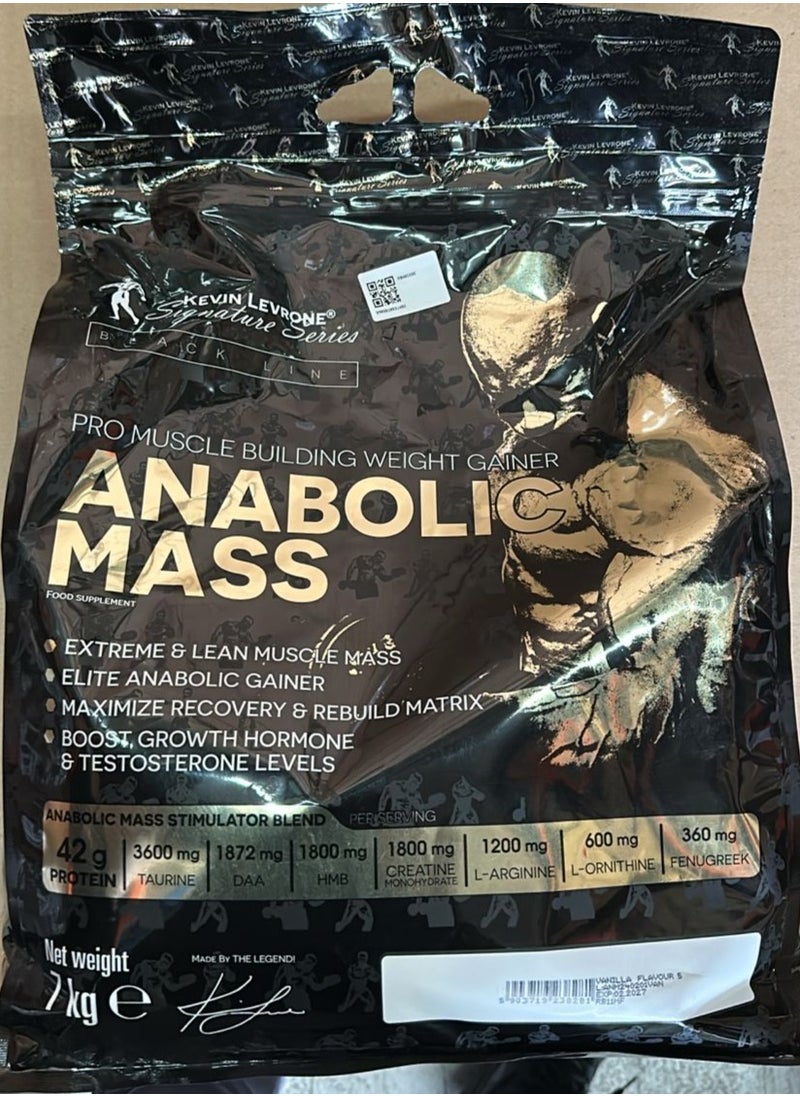 KEVIN LEVRONE®
Signature Series
BLACK LINE
PRO MUSCLE BUILDING WEIGHT GAINER
ANABOLIC
MASS
FOOD SUPPLEMENT
EXTREME & LEAN MUSCLE MASS
ELITE ANABOLIC GAINER
MAXIMIZE RECOVERY & REBUILD MATRIX
BOOST, GROWTH HORMONE
& TESTOSTERONE LEVELS
ANABOLIC MASS STIMULATOR BLEND PER SERVING
42 g PROTEIN
3600 mg TAURINE
1872 mg DAA
1800 mg HMB
1800 mg CREATINE MONOHYDRATE
1200 mg L-ARGININE
600 mg L-ORNITHINE
360 mg FENUGREEK
Net weight
7 kg e
MADE BY THE LEGEND!
VANILLA FLAVOUR S
EXP:02.2027